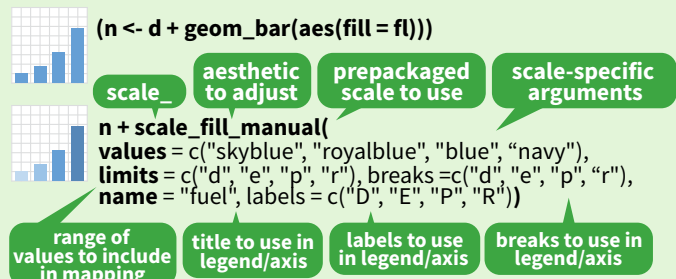 (n <- d + geom_bar(aes(fill = fl)))
scale_
aesthetic
to adjust
prepackaged
scale to use
scale-specific
arguments
n + scale_fill_manual(
values = c("skyblue", "royalblue", "blue", “navy"),
limits = c("d", "e", "p", "r"), breaks =c("d", "e", "p", “r"),
name = "fuel", labels = c("D", "E", "P", "R"))
range of
values to include
in mapping
title to use in
legend/axis
labels to use
in legend/axis
breaks to use in
legend/axis